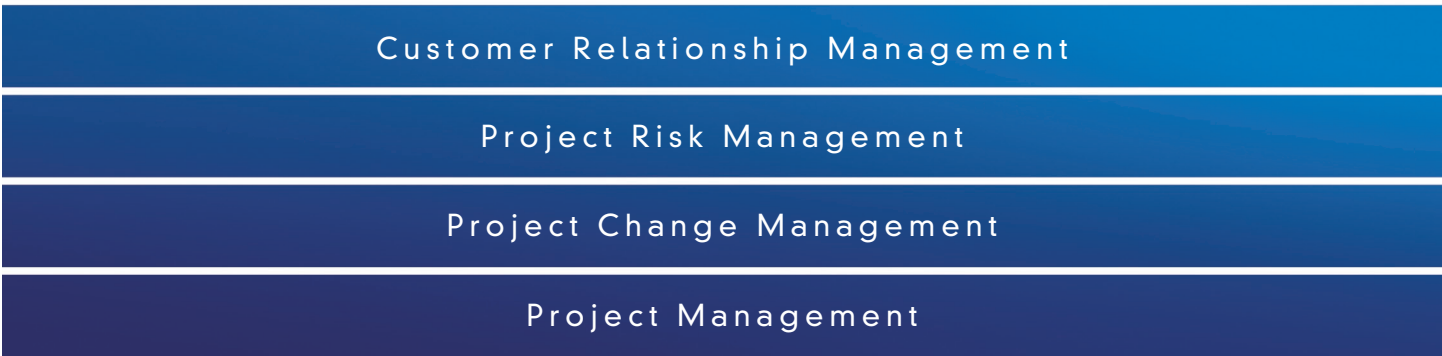 Customer Relationship Management
Project Risk Management
Project Change Management
Project Management